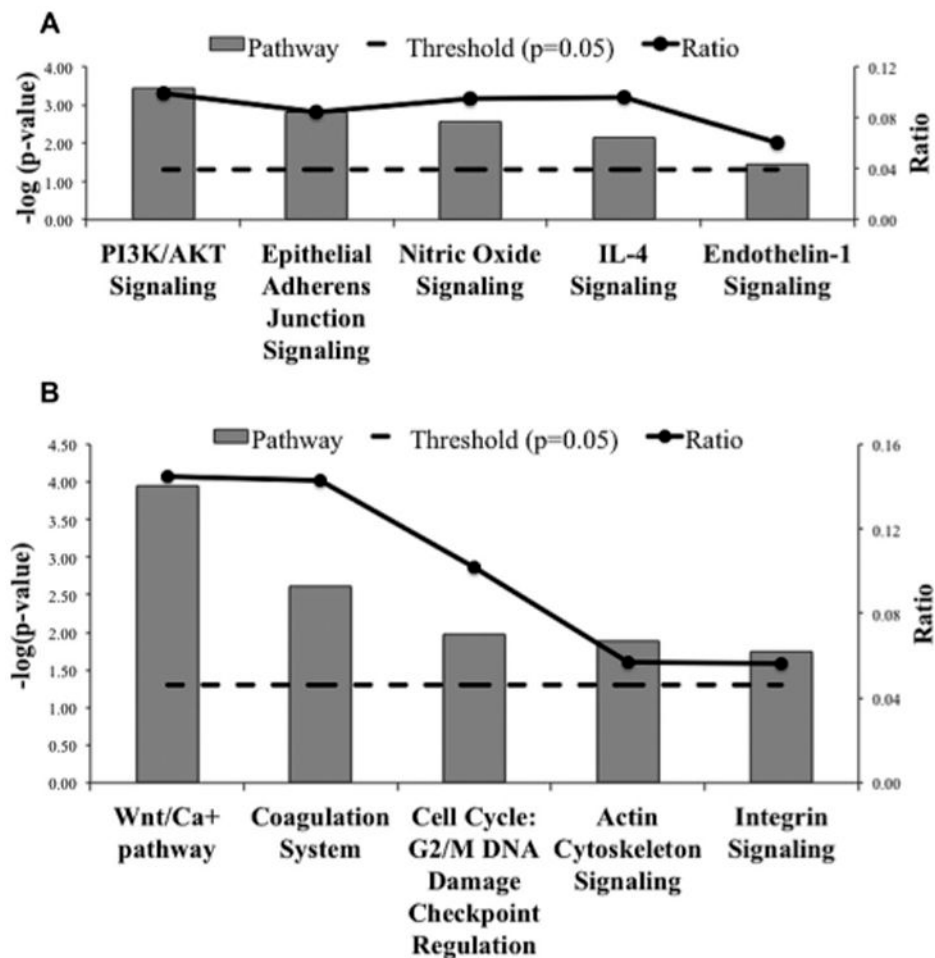 A
Pathway Threshold (p=0.05) Ratio
4.00
3.00
2.00
1.00
0.00
-log (p-value)
0.12
0.08
0.04
0.00
Ratio
PI3K/AKT Signaling
Epithelial Adherens Junction Signaling
Nitric Oxide Signaling
IL-4 Signaling
Endothelin-1 Signaling
B
Pathway Threshold (p=0.05) Ratio
4.50
4.00
3.50
3.00
2.50
2.00
1.50
1.00
0.50
0.00
-log(p-value)
0.16
0.12
0.08
0.04
0.00
Ratio
Wnt/Ca+ pathway
Coagulation System
Cell Cycle: G2/M DNA Damage Checkpoint Regulation
Actin Cytoskeleton Signaling
Integrin Signaling